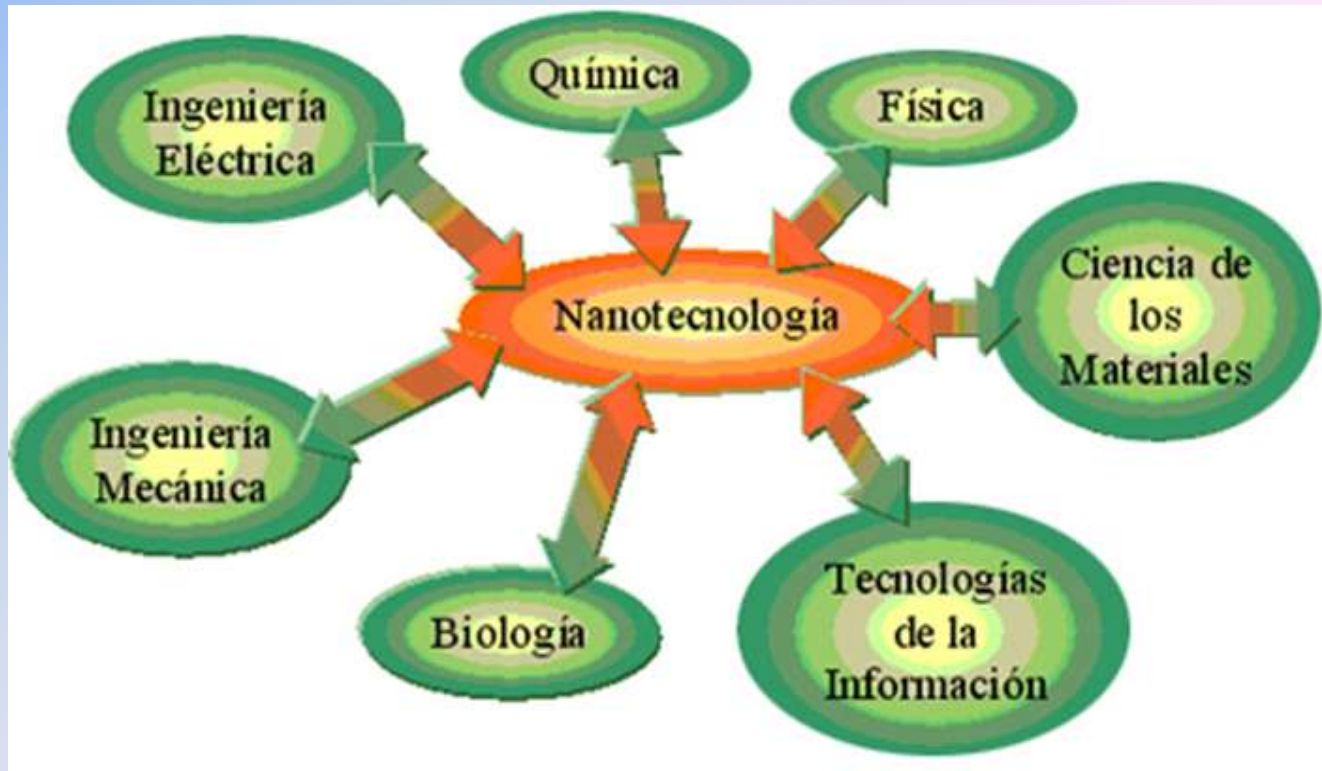 Química
Física
Ingeniería
Eléctrica
Ciencia de
los
Materiales
Nanotecnología
Ingeniería
Mecánica
Biología
Tecnologías
de la
Información